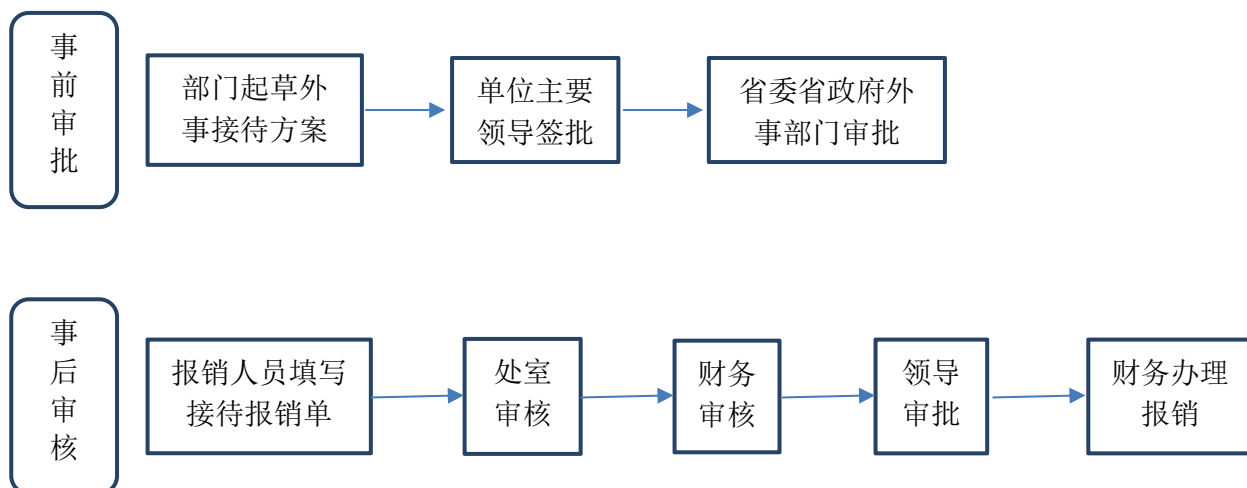 事
前
审
批
部门起草外
事接待方案
单位主要
领导签批
省委省政府外
事部门审批
事
后
审
核
报销人员填写
接待报销单
处室
审核
财务
审核
领导
审批
财务办理
报销